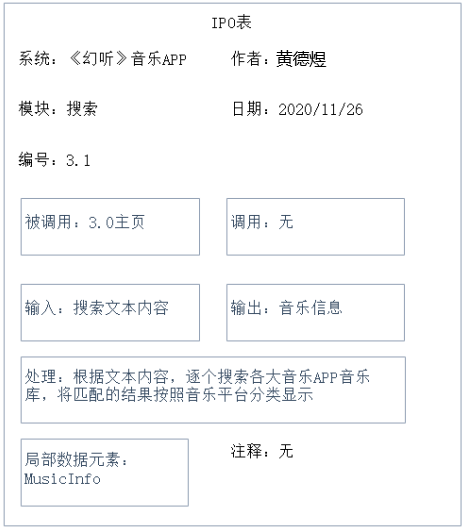 IPO表
系统：《幻听》音乐APP 作者：黄德煜
模块：搜索 日期：2020/11/26
编号：3.1
被调用：3.0主页 调用：无
输入：搜索文本内容 输出：音乐信息
处理：根据文本内容，逐个搜索各大音乐APP音乐
库，将匹配的结果按照音乐平台分类显示
局部数据元素：
MusicInfo
注释：无